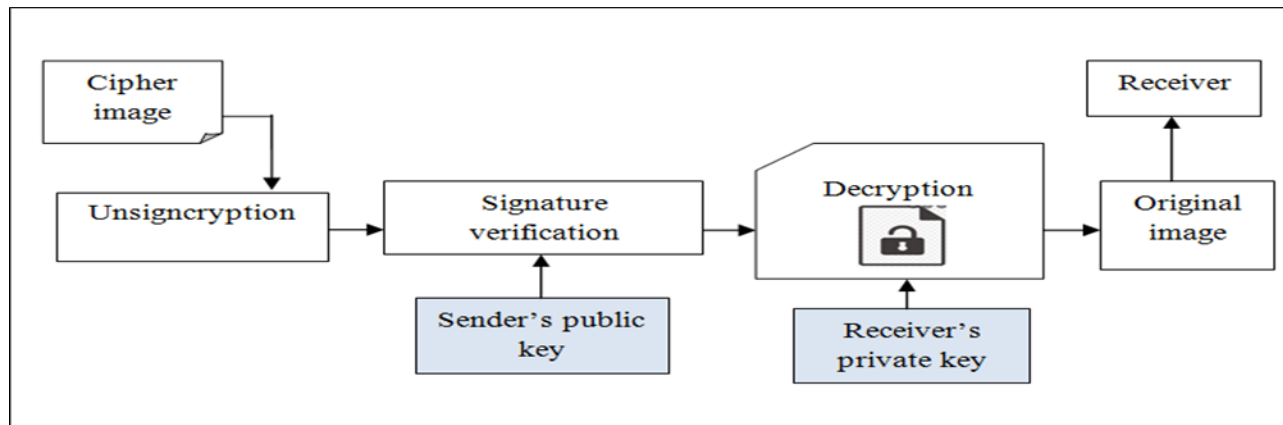 Cipher
image
Unsigncryption
Signature
verification
Sender’s public
key
Decryption
Receiver’s
private key
Original
image
Receiver